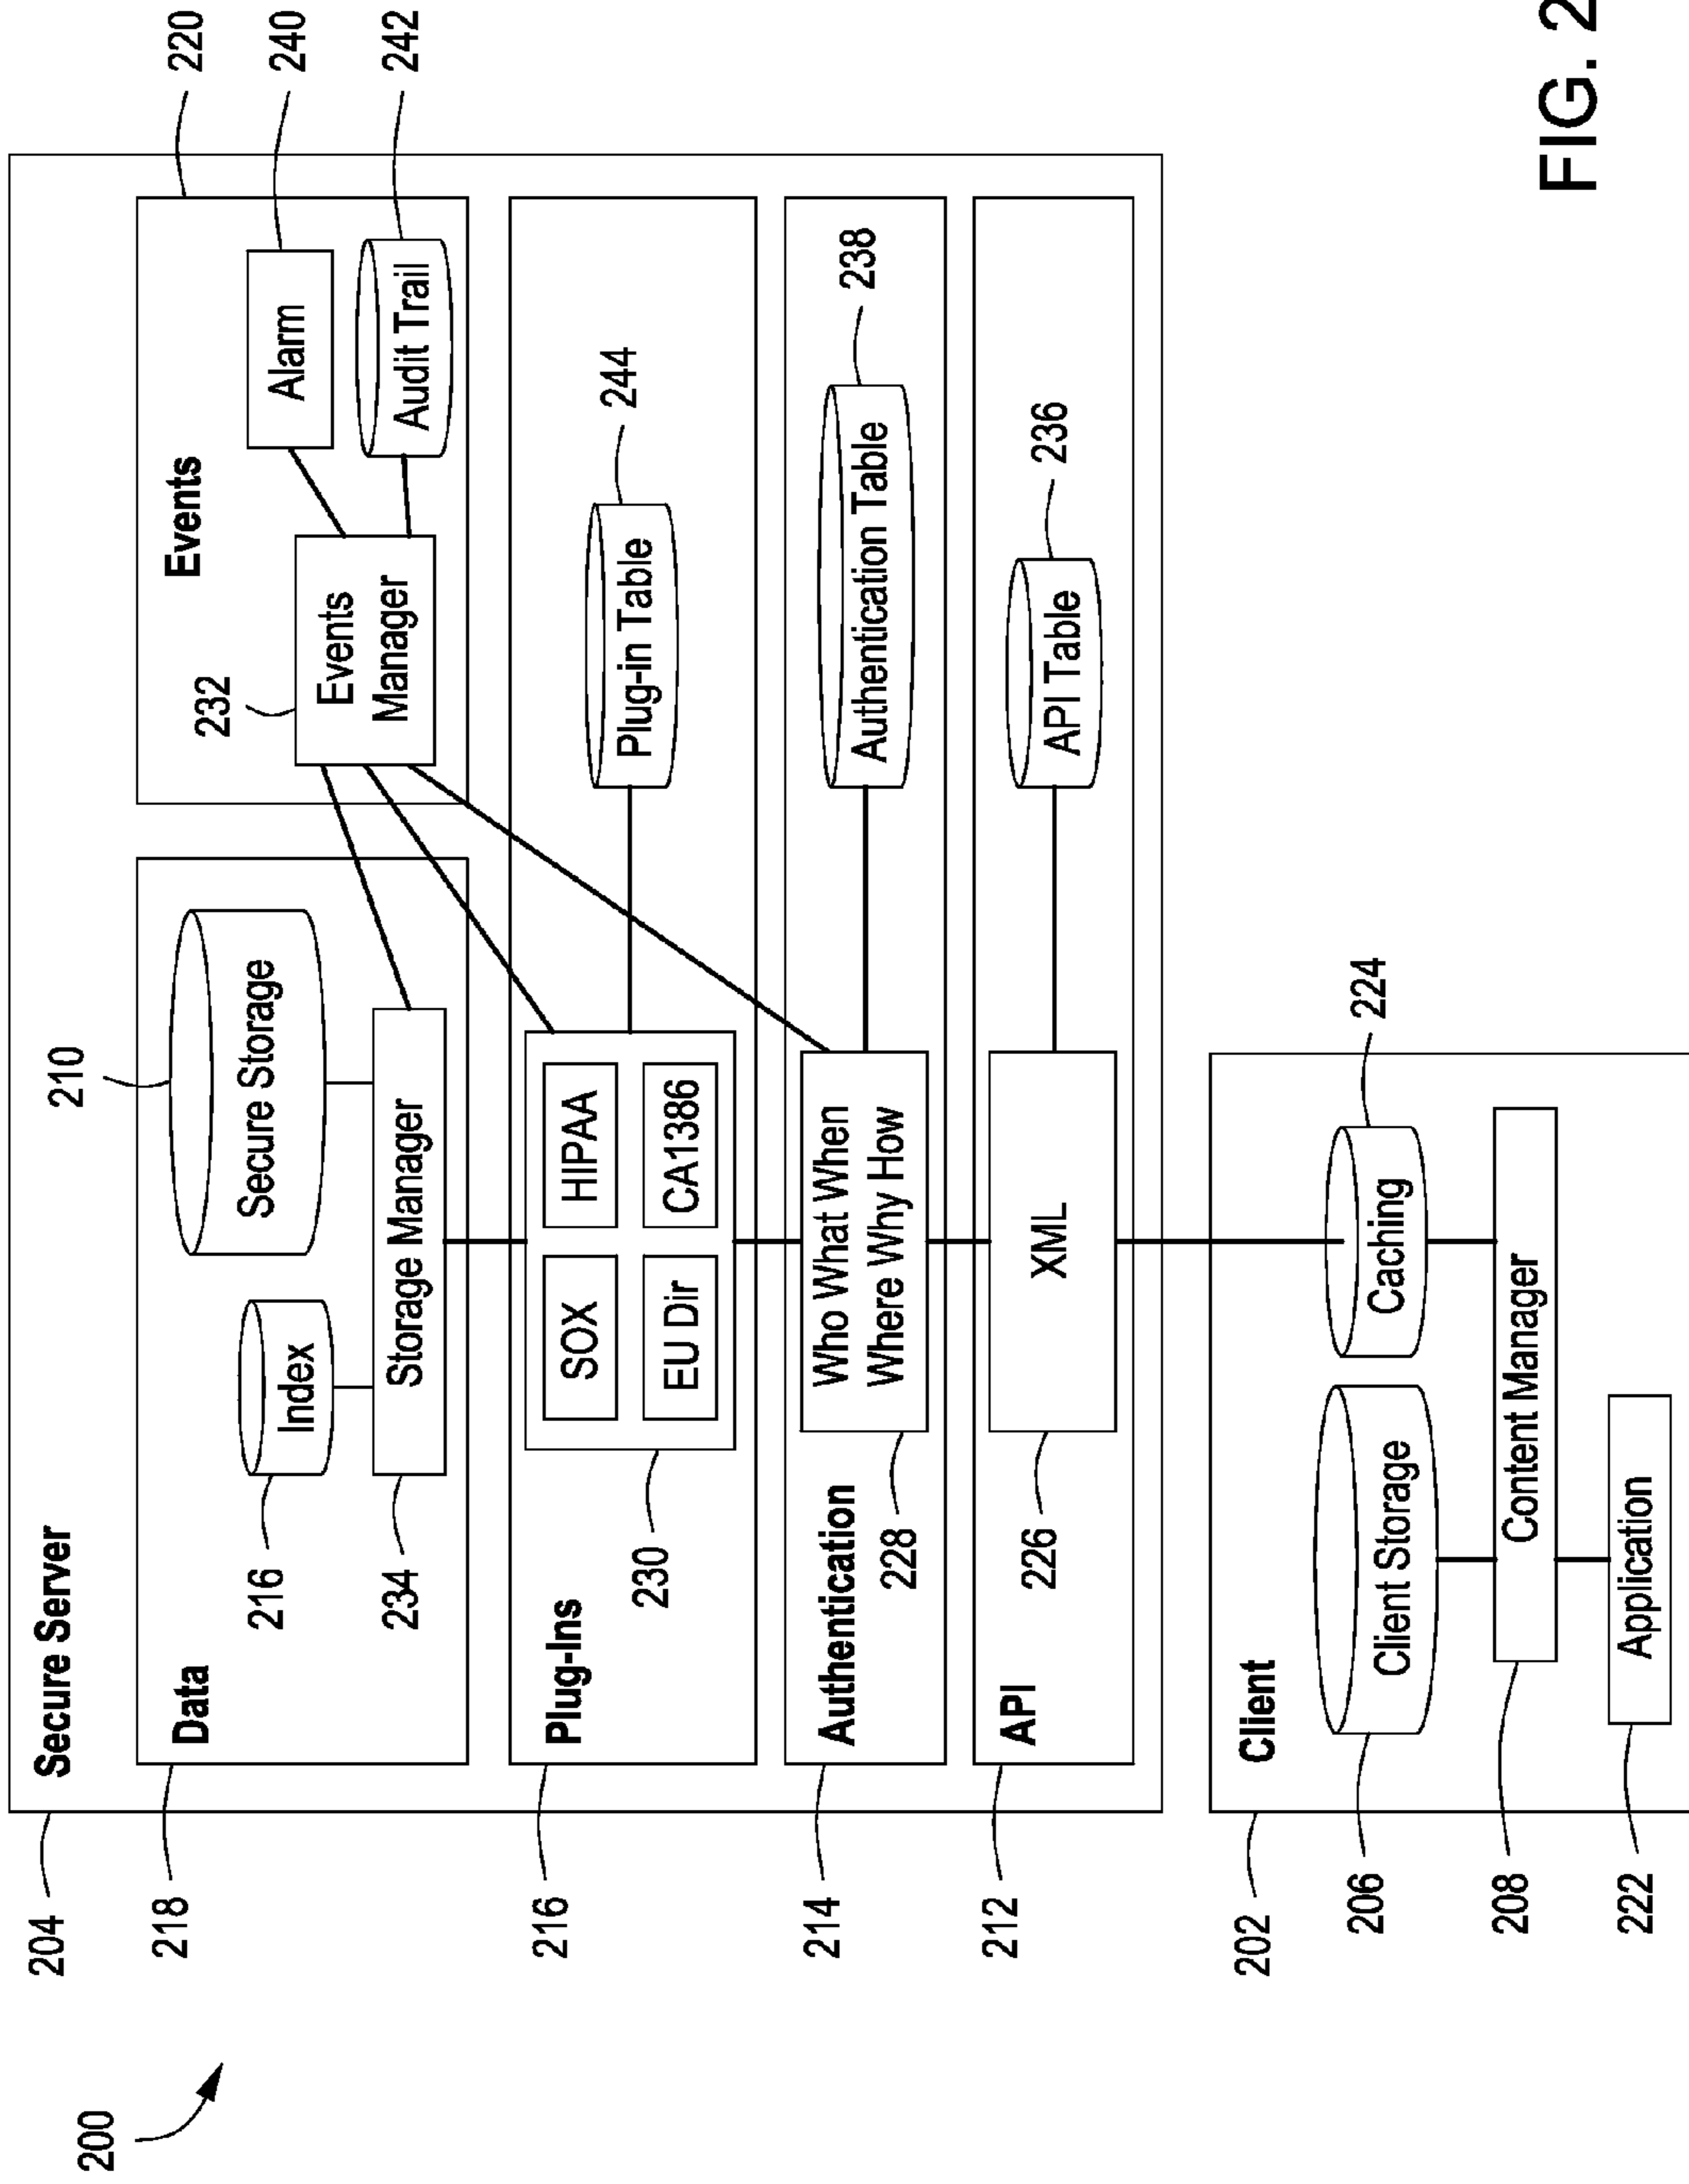 200
204
Secure Server
218
Data
216
Index
210
Secure Storage
234
Storage Manager
220
Events
232
Events
Manager
240
Alarm
242
Audit Trail
216
Plug-Ins
230
SOX
HIPAA
EU Dir
CA1386
244
Plug-in Table
214
Authentication
228
Who What When
Where Why How
238
Authentication Table
212
API
226
XML
236
API Table
202
Client
206
Client Storage
224
Caching
208
Content Manager
222
Application
FIG. 2